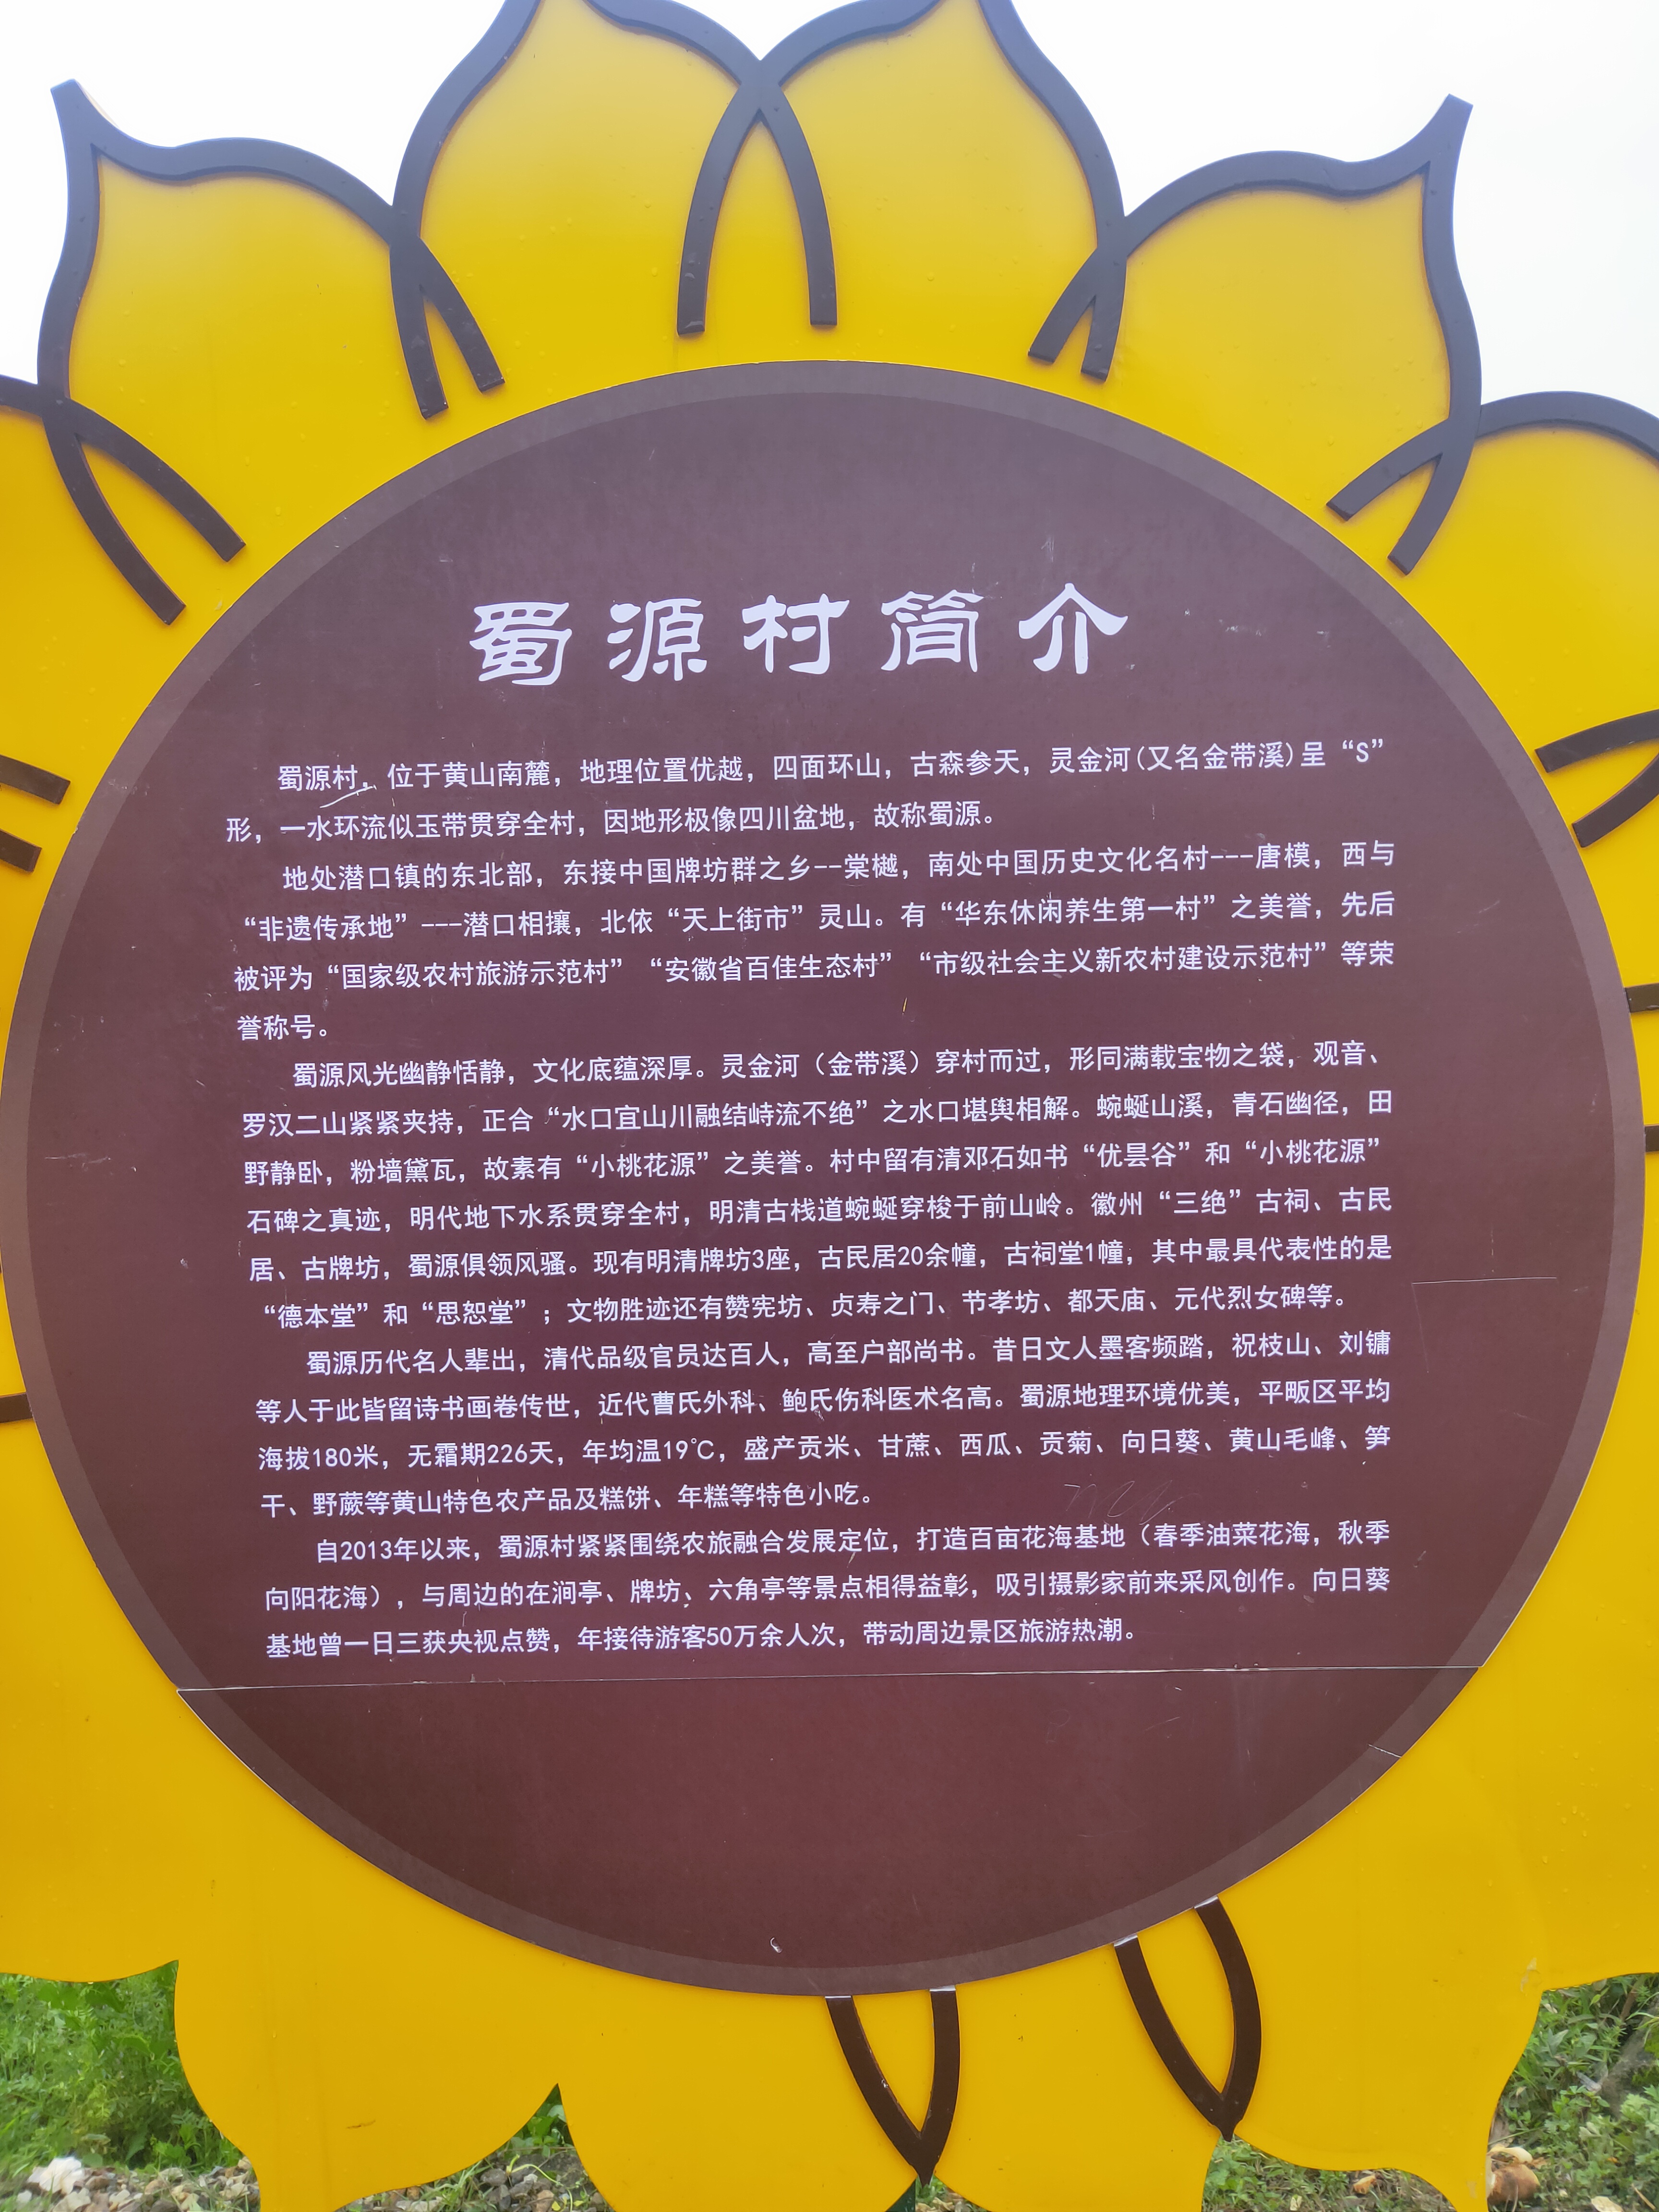 蜀源村简介
蜀源村，位于黄山南麓，地理位置优越，四面环山，古森参天，灵金河(又名金带溪)呈“S”
形，一水环流似玉带贯穿全村，因地形极像四川盆地，故称蜀源。
地处潜口镇的东北部，东接中国牌坊群之乡--棠樾，南处中国历史文化名村---唐模，西与
“非遗传承地”---潜口相攘，北依“天上街市”灵山。有“华东休闲养生第一村”之美誉，先后
被评为“国家级农村旅游示范村”“安徽省百佳生态村”“市级社会主义新农村建设示范村”等荣
誉称号。
蜀源风光幽静恬静，文化底蕴深厚。灵金河（金带溪）穿村而过，形同满载宝物之袋，观音、
罗汉二山紧紧夹持，正合“水口宜山川融结峙流不绝”之水口堪舆相解。蜿蜒山溪，青石幽径，田
野静卧，粉墙黛瓦，故素有“小桃花源”之美誉。村中留有清邓石如书“优昙谷”和“小桃花源”
石碑之真迹，明代地下水系贯穿全村，明清古栈道蜿蜒穿梭于前山岭。徽州“三绝”古祠、古民
居、古牌坊，蜀源俱领风骚。现有明清牌坊3座，古民居20余幢，古祠堂1幢，其中最具代表性的是
“德本堂”和“思恕堂”；文物胜迹还有赞宪坊、贞寿之门、节孝坊、都天庙、元代烈女碑等。
蜀源历代名人辈出，清代品级官员达百人，高至户部尚书。昔日文人墨客频踏，祝枝山、刘镛
等人于此皆留诗书画卷传世，近代曹氏外科、鲍氏伤科医术名高。蜀源地理环境优美，平畈区平均
海拔180米，无霜期226天，年均温19℃，盛产贡米、甘蔗、西瓜、贡菊、向日葵、黄山毛峰、笋
干、野蕨等黄山特色农产品及糕饼、年糕等特色小吃。
自2013年以来，蜀源村紧紧围绕农旅融合发展定位，打造百亩花海基地（春季油菜花海，秋季
向阳花海），与周边的在涧亭、牌坊、六角亭等景点相得益彰，吸引摄影家前来采风创作。向日葵
基地曾一日三获央视点赞，年接待游客50万余人次，带动周边景区旅游热潮。